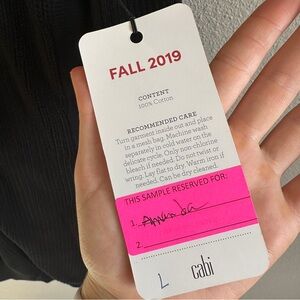 FALL 2019
CONTENT
100% Cotton
RECOMMENDED CARE
Turn garment inside out and place
in a mesh bag. Machine wash
separately in cold water on the
delicate cycle. Only non-chlorine
bleach if needed. Do not twist or
wring. Lay flat to dry. Warm iron if
needed. Can be dry cleaned.
THIS SAMPLE RESERVED FOR:
1.
2.
L
cabi